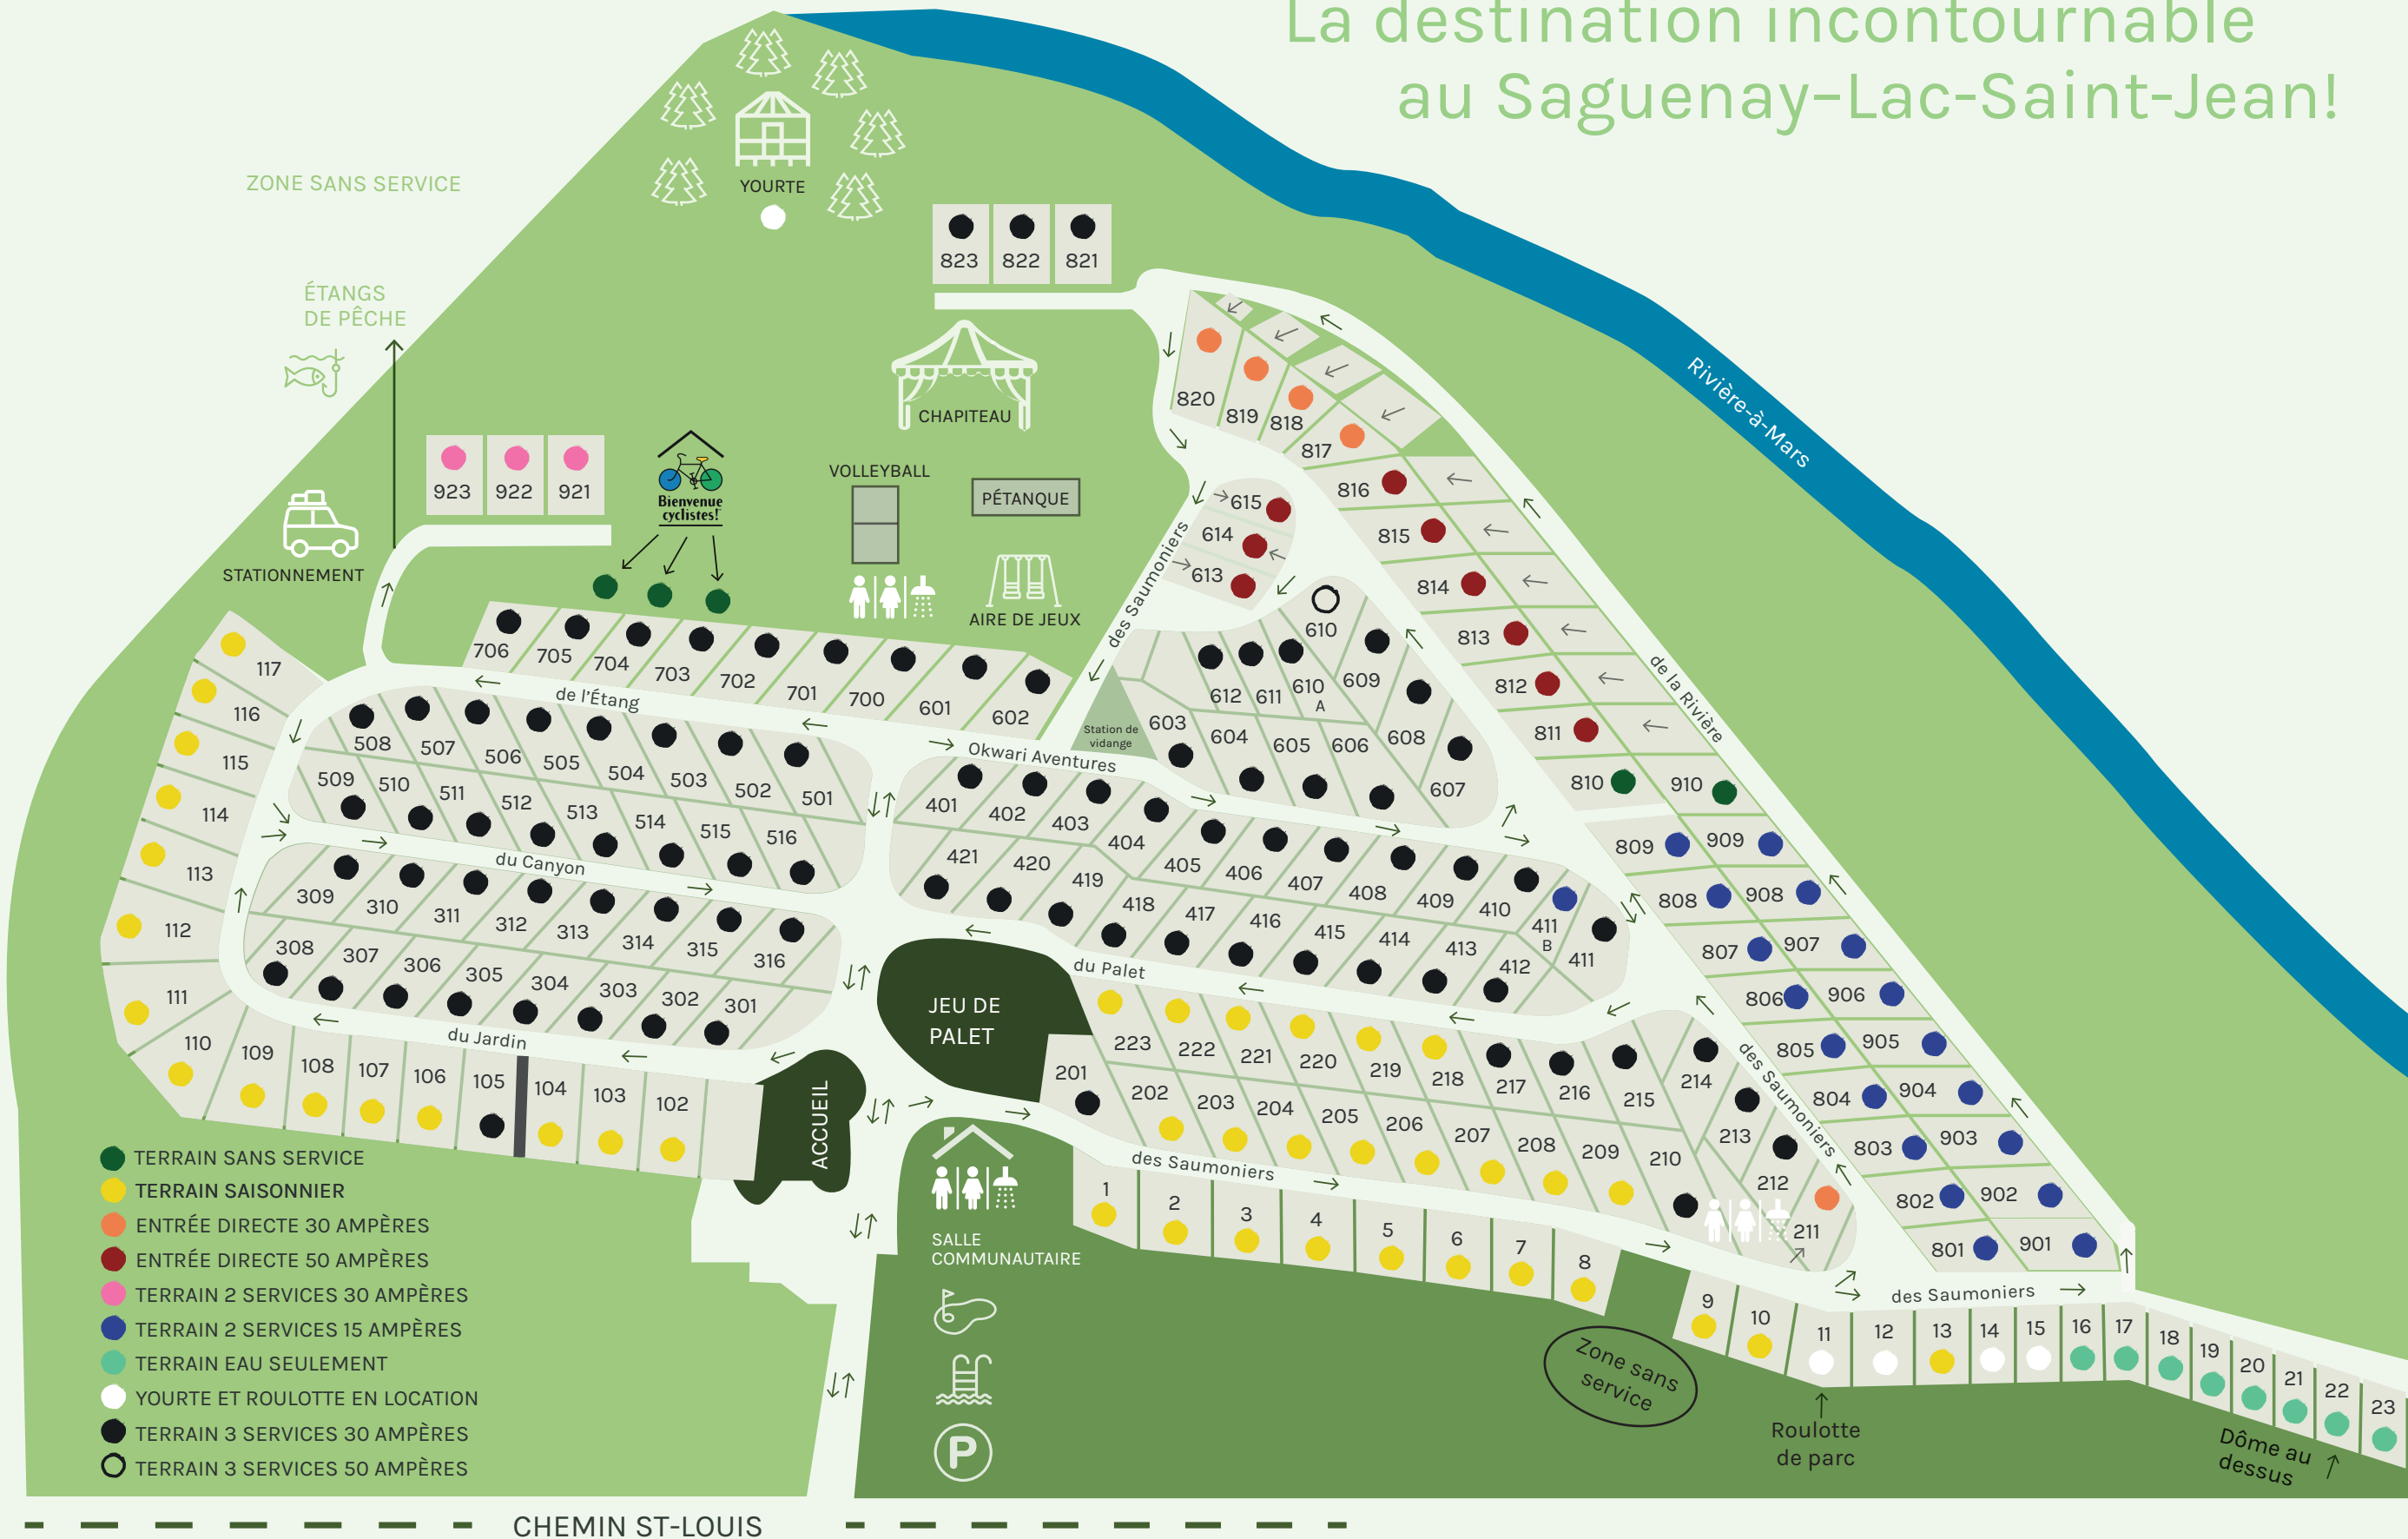 La destination incontournable
au Saguenay–Lac-Saint-Jean!
ZONE SANS SERVICE
YOURTE
823 822 821
ÉTANGS
DE PÊCHE
Rivière-à-Mars
CHAPITEAU
820
819
818
817
923 922 921
Bienvenue
cyclistes!
VOLLEYBALL
PÉTANQUE
STATIONNEMENT
AIRE DE JEUX
816
815
814
813
812
811
810 910
615
614
613
des Saumoniers
de la Rivière
610
706 705 704 703 702 701 700 601 602
612 611 610
A
609
608
607
603 604 605 606
Station de
vidange
de l'Étang
Okwari Aventures
117
116
115
114
113
112
111
110
508 507 506 505 504 503 502 501
509 510 511 512 513 514 515 516
du Canyon
401 402 403 404 405 406 407 408 409 410 411
B
411
421 420 419 418 417 416 415 414 413 412
809 909
808 908
807 907
806 906
805 905
804 904
803 903
802 902
801 901
309 310 311 312 313 314 315 316
308 307 306 305 304 303 302 301
du Jardin
du Palet
JEU DE
PALET
109 108 107 106 105 104 103 102
ACCUEIL
223 222 221 220 219 218 217 216 215 214
213
212
211
201 202 203 204 205 206 207 208 209 210
des Saumoniers
des Saumoniers
des Saumoniers
1 2 3 4 5 6 7 8
9 10 11 12 13 14 15 16 17 18 19 20 21 22 23
SALLE
COMMUNAUTAIRE
P
Zone sans
service
Roulotte
de parc
Dôme au
dessus
TERRAIN SANS SERVICE
TERRAIN SAISONNIER
ENTRÉE DIRECTE 30 AMPÈRES
ENTRÉE DIRECTE 50 AMPÈRES
TERRAIN 2 SERVICES 30 AMPÈRES
TERRAIN 2 SERVICES 15 AMPÈRES
TERRAIN EAU SEULEMENT
YOURTE ET ROULOTTE EN LOCATION
TERRAIN 3 SERVICES 30 AMPÈRES
TERRAIN 3 SERVICES 50 AMPÈRES
CHEMIN ST-LOUIS